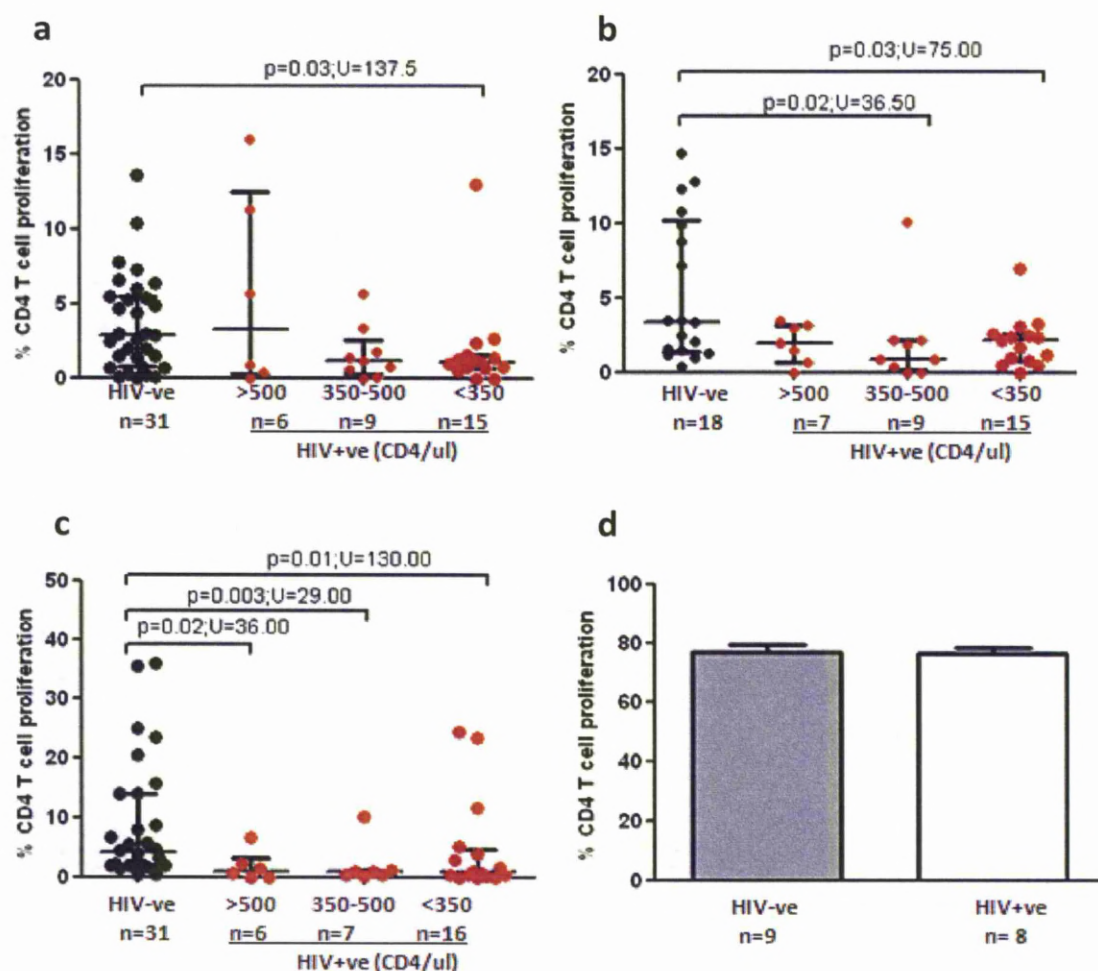 a
p=0.03;U=137.5
% CD4 T cell proliferation
20
15
10
5
0
HIV-ve >500 350-500 <350
n=31 n=6 n=9 n=15
HIV+ve (CD4/ul)
b
p=0.03;U=75.00
p=0.02;U=36.50
% CD4 T cell proliferation
20
15
10
5
0
HIV-ve >500 350-500 <350
n=18 n=7 n=9 n=15
HIV+ve (CD4/ul)
c
p=0.01;U=130.00
p=0.003;U=29.00
p=0.02;U=36.00
% CD4 T cell proliferation
50
40
30
20
10
0
HIV-ve >500 350-500 <350
n=31 n=6 n=7 n=16
HIV+ve (CD4/ul)
d
% CD4 T cell proliferation
100
80
60
40
20
0
HIV-ve HIV+ve
n=9 n= 8